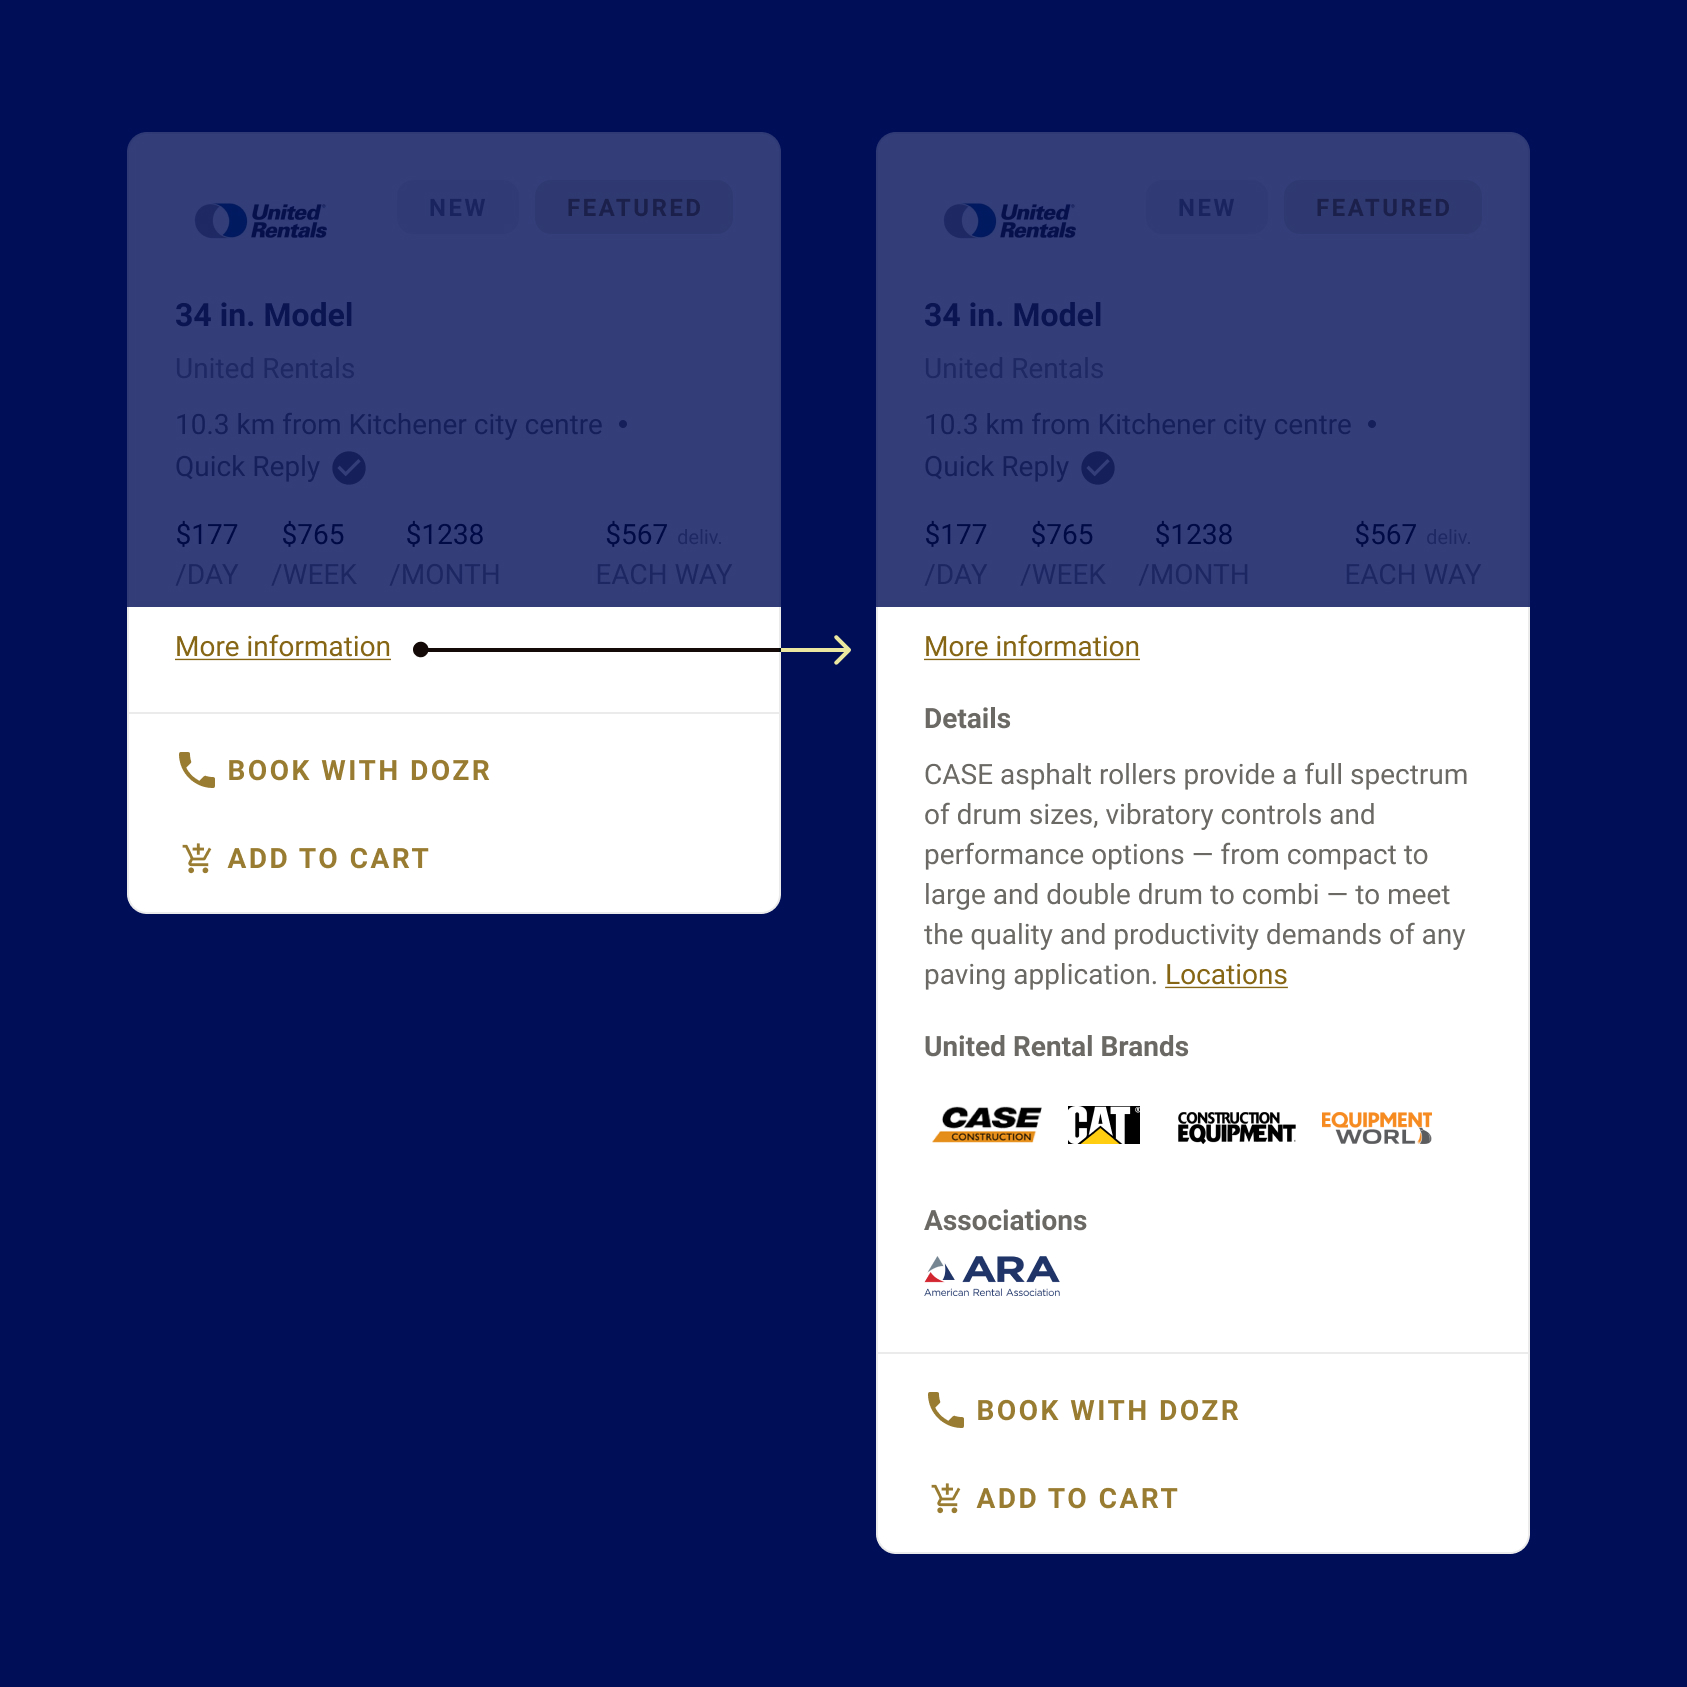 United Rentals
NEW
FEATURED
34 in. Model
United Rentals
10.3 km from Kitchener city centre •
Quick Reply
$177 $765 $1238 $567 deliv.
/DAY /WEEK /MONTH EACH WAY
More information
BOOK WITH DOZR
ADD TO CART
United Rentals
NEW
FEATURED
34 in. Model
United Rentals
10.3 km from Kitchener city centre •
Quick Reply
$177 $765 $1238 $567 deliv.
/DAY /WEEK /MONTH EACH WAY
More information
Details
CASE asphalt rollers provide a full spectrum
of drum sizes, vibratory controls and
performance options — from compact to
large and double drum to combi — to meet
the quality and productivity demands of any
paving application. Locations
United Rental Brands
CASE
CONSTRUCTION
CAT®
CONSTRUCTION
EQUIPMENT
EQUIPMENT
WORLD
Associations
ARA
American Rental Association
BOOK WITH DOZR
ADD TO CART